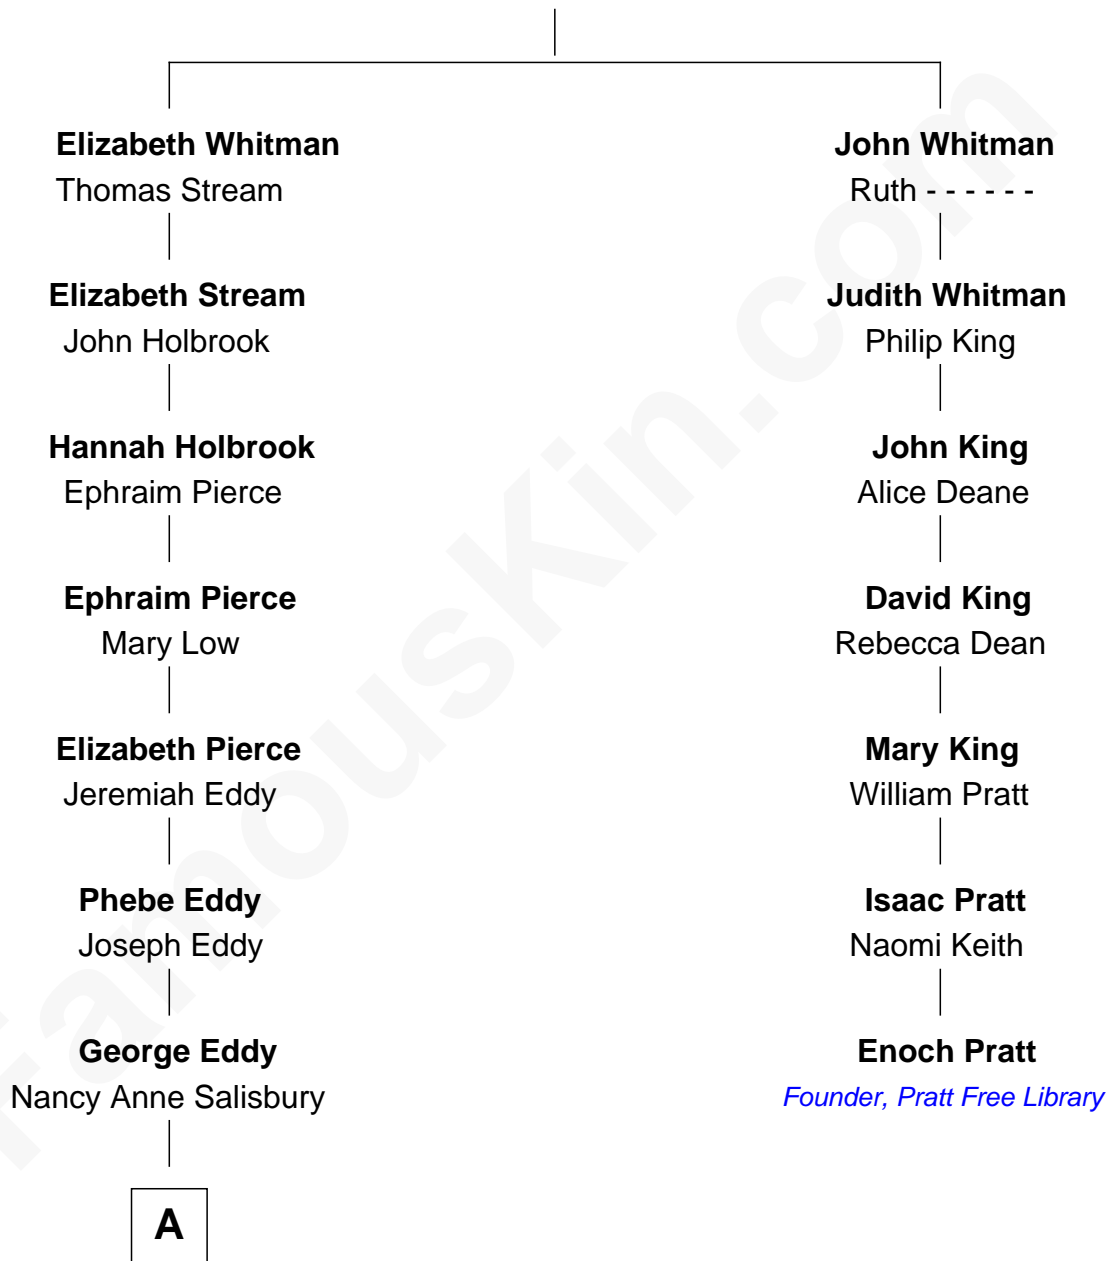 Elizabeth Whitman
Thomas Stream
John Whitman
Ruth - - - - - -
Elizabeth Stream
John Holbrook
Judith Whitman
Philip King
Hannah Holbrook
Ephraim Pierce
John King
Alice Deane
Ephraim Pierce
Mary Low
David King
Rebecca Dean
Elizabeth Pierce
Jeremiah Eddy
Mary King
William Pratt
Phebe Eddy
Joseph Eddy
Isaac Pratt
Naomi Keith
George Eddy
Nancy Anne Salisbury
Enoch Pratt
Founder, Pratt Free Library
A
FamousKin.com